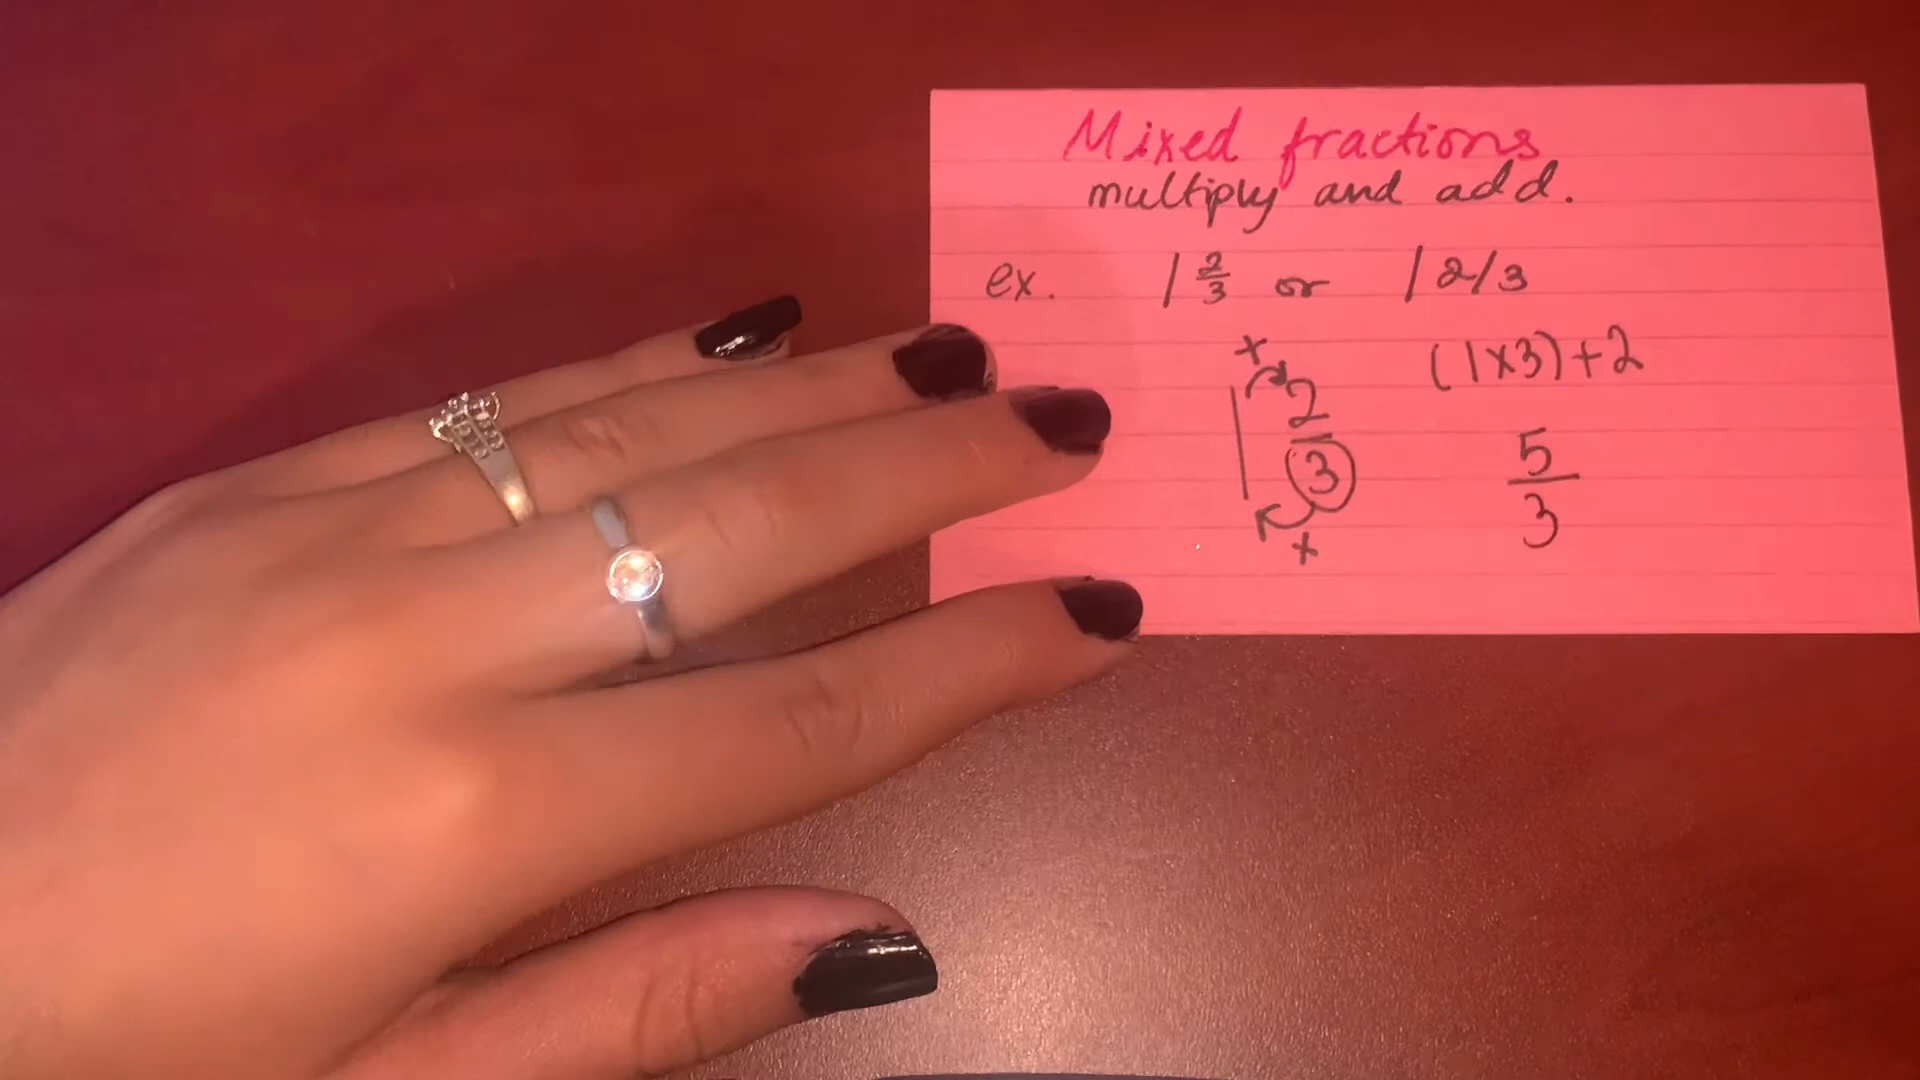 Mixed fractions
multiply and add.
ex. 1 2/3 or 1 2/3
+ x
1 2/3 (1x3)+2
5/3